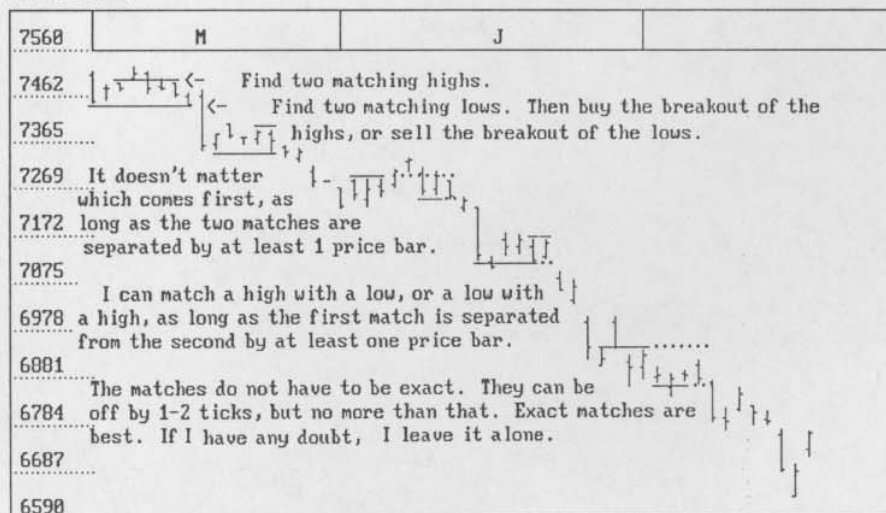 7560 M J
7462 <- Find two matching highs.
<- Find two matching lows. Then buy the breakout of the
7365 highs, or sell the breakout of the lows.
7269 It doesn't matter
which comes first, as
7172 long as the two matches are
separated by at least 1 price bar.
7075
I can match a high with a low, or a low with
6978 a high, as long as the first match is separated
from the second by at least one price bar.
6881
The matches do not have to be exact. They can be
6784 off by 1-2 ticks, but no more than that. Exact matches are
best. If I have any doubt, I leave it alone.
6687
6590